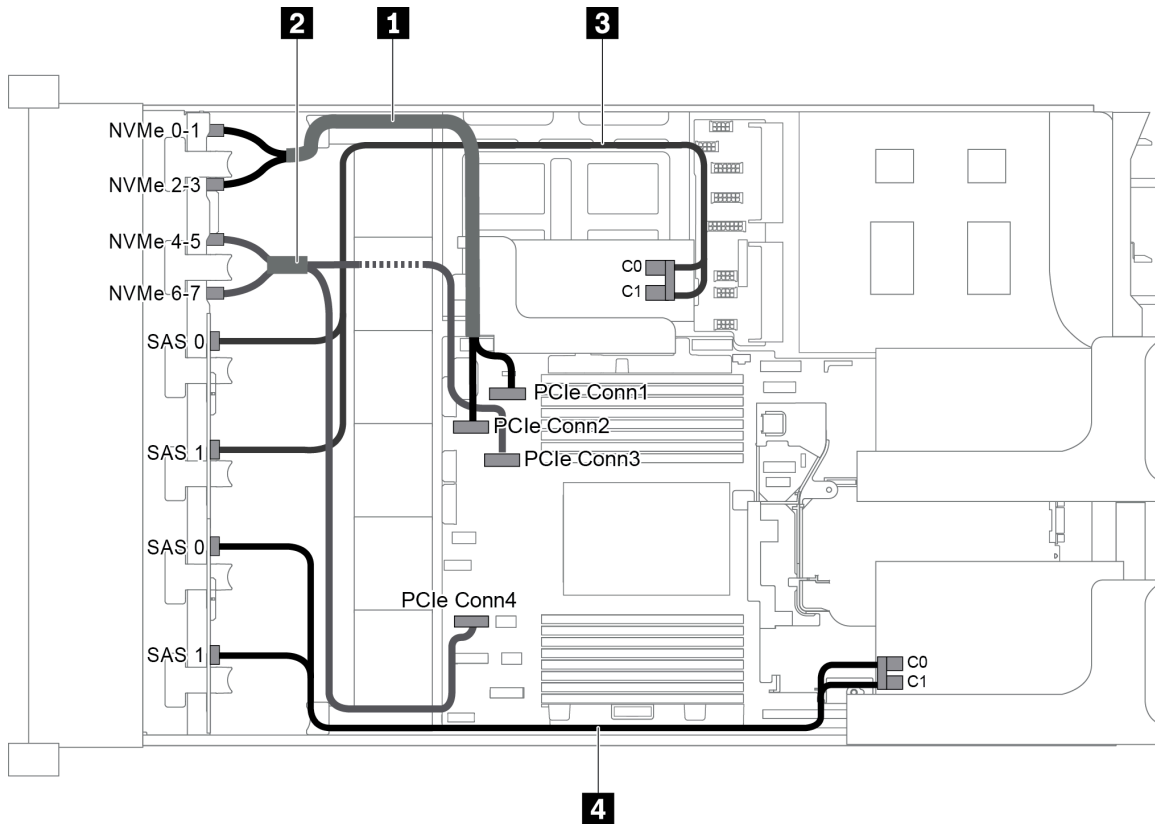 2
1
3
NVMe 0-1
NVMe 2-3
NVMe 4-5
NVMe 6-7
C0
C1
SAS 0
SAS 1
PCIe Conn1
PCIe Conn2
PCIe Conn3
SAS 0
PCIe Conn4
SAS 1
C0
C1
4